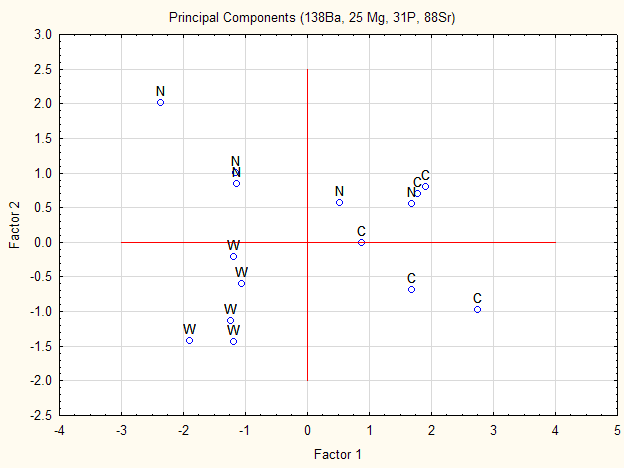 Principal Components (138Ba, 25 Mg, 31P, 88Sr)
3.0
2.5
2.0
1.5
1.0
0.5
0.0
-0.5
-1.0
-1.5
-2.0
-2.5
Factor 2
N
N
N
N
N
C
C
C
C
C
W
W
W
W
W
-4
-3
-2
-1
0
1
2
3
4
5
Factor 1